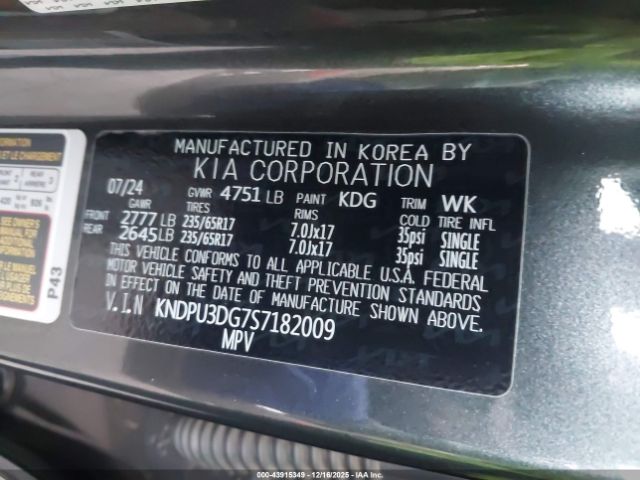 MANUFACTURED IN KOREA BY
KIA CORPORATION
07/24 GVWR 4751 LB PAINT KDG TRIM WK
GAWR TIRES RIMS COLD TIRE INFL
FRONT 2777 LB 235/65R17 7.0Jx17 35psi SINGLE
REAR 2645 LB 235/65R17 7.0Jx17 35psi SINGLE
THIS VEHICLE CONFORMS TO ALL APPLICABLE U.S.A. FEDERAL
MOTOR VEHICLE SAFETY AND THEFT PREVENTION STANDARDS
IN EFFECT ON THE DATE OF MANUFACTURE SHOWN ABOVE.
V.I.N KNDPU3DG7S7182009
MPV
P43
000-43915349 | 12/16/2025 | IAAI.COM